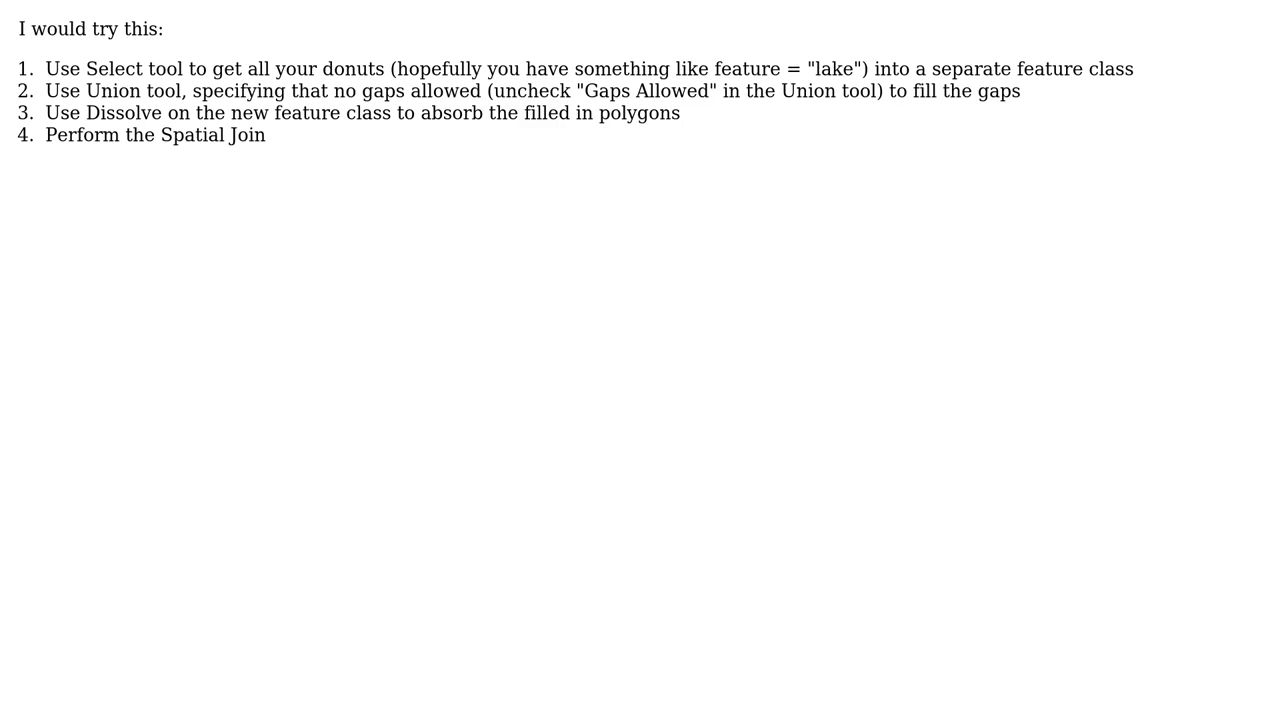 I would try this:
1. Use Select tool to get all your donuts (hopefully you have something like feature = "lake") into a separate feature class
2. Use Union tool, specifying that no gaps allowed (uncheck "Gaps Allowed" in the Union tool) to fill the gaps
3. Use Dissolve on the new feature class to absorb the filled in polygons
4. Perform the Spatial Join